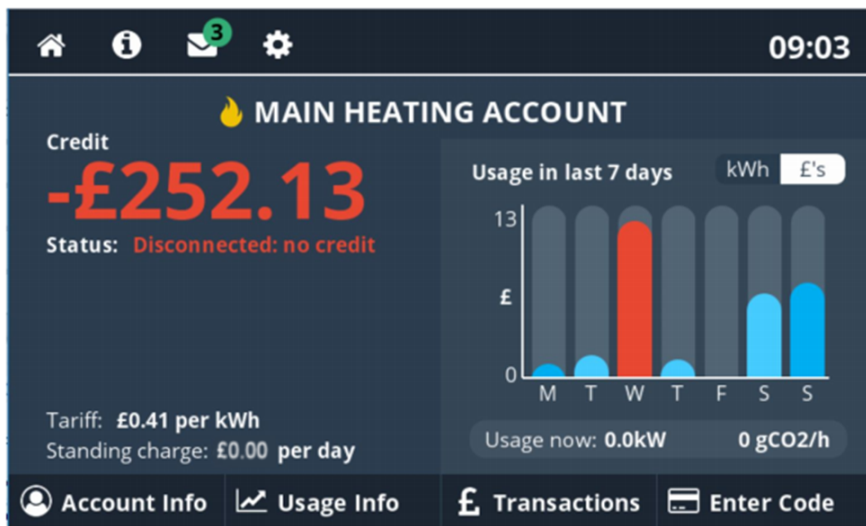 3
09:03
MAIN HEATING ACCOUNT
Credit
-£252.13
Status: Disconnected: no credit
Tariff: £0.41 per kWh
Standing charge: £0.00 per day
Usage in last 7 days
kWh £'s
13
£
0
M T W T F S S
Usage now: 0.0kW 0 gCO2/h
Account Info Usage Info £ Transactions Enter Code